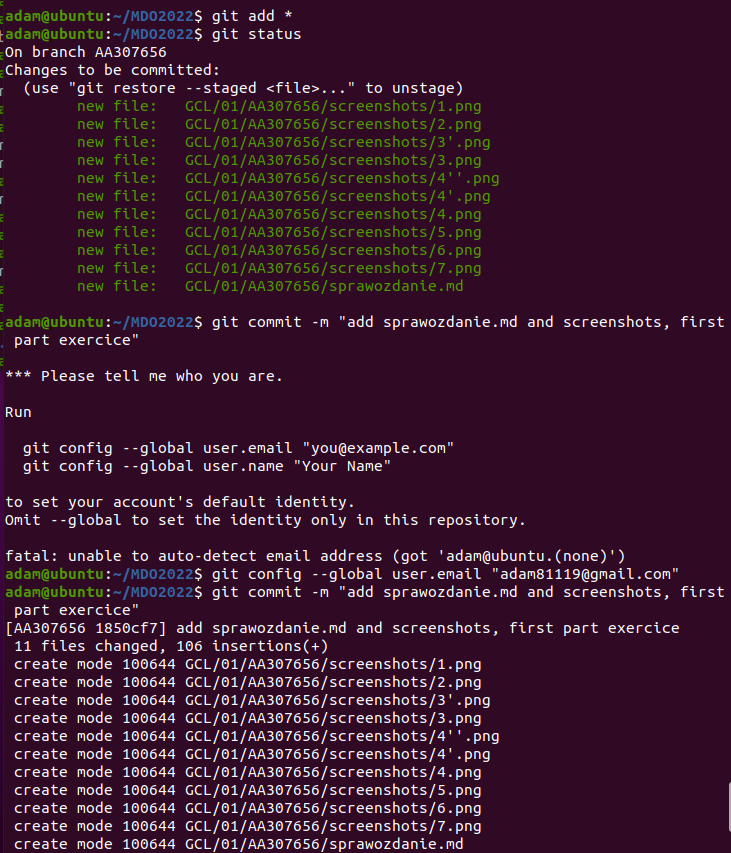 adam@ubuntu:~/MDO2022$ git add *
adam@ubuntu:~/MDO2022$ git status
On branch AA307656
Changes to be committed:
  (use "git restore --staged <file>..." to unstage)
        new file:   GCL/01/AA307656/screenshots/1.png
        new file:   GCL/01/AA307656/screenshots/2.png
        new file:   GCL/01/AA307656/screenshots/3'.png
        new file:   GCL/01/AA307656/screenshots/3.png
        new file:   GCL/01/AA307656/screenshots/4''.png
        new file:   GCL/01/AA307656/screenshots/4'.png
        new file:   GCL/01/AA307656/screenshots/4.png
        new file:   GCL/01/AA307656/screenshots/5.png
        new file:   GCL/01/AA307656/screenshots/6.png
        new file:   GCL/01/AA307656/screenshots/7.png
        new file:   GCL/01/AA307656/sprawozdanie.md

adam@ubuntu:~/MDO2022$ git commit -m "add sprawozdanie.md and screenshots, first
 part exercice"

*** Please tell me who you are.

Run

  git config --global user.email "you@example.com"
  git config --global user.name "Your Name"

to set your account's default identity.
Omit --global to set the identity only in this repository.

fatal: unable to auto-detect email address (got 'adam@ubuntu.(none)')
adam@ubuntu:~/MDO2022$ git config --global user.email "adam81119@gmail.com"
adam@ubuntu:~/MDO2022$ git commit -m "add sprawozdanie.md and screenshots, first
 part exercice"
[AA307656 1850cf7] add sprawozdanie.md and screenshots, first part exercice
 11 files changed, 106 insertions(+)
 create mode 100644 GCL/01/AA307656/screenshots/1.png
 create mode 100644 GCL/01/AA307656/screenshots/2.png
 create mode 100644 GCL/01/AA307656/screenshots/3'.png
 create mode 100644 GCL/01/AA307656/screenshots/3.png
 create mode 100644 GCL/01/AA307656/screenshots/4''.png
 create mode 100644 GCL/01/AA307656/screenshots/4'.png
 create mode 100644 GCL/01/AA307656/screenshots/4.png
 create mode 100644 GCL/01/AA307656/screenshots/5.png
 create mode 100644 GCL/01/AA307656/screenshots/6.png
 create mode 100644 GCL/01/AA307656/screenshots/7.png
 create mode 100644 GCL/01/AA307656/sprawozdanie.md